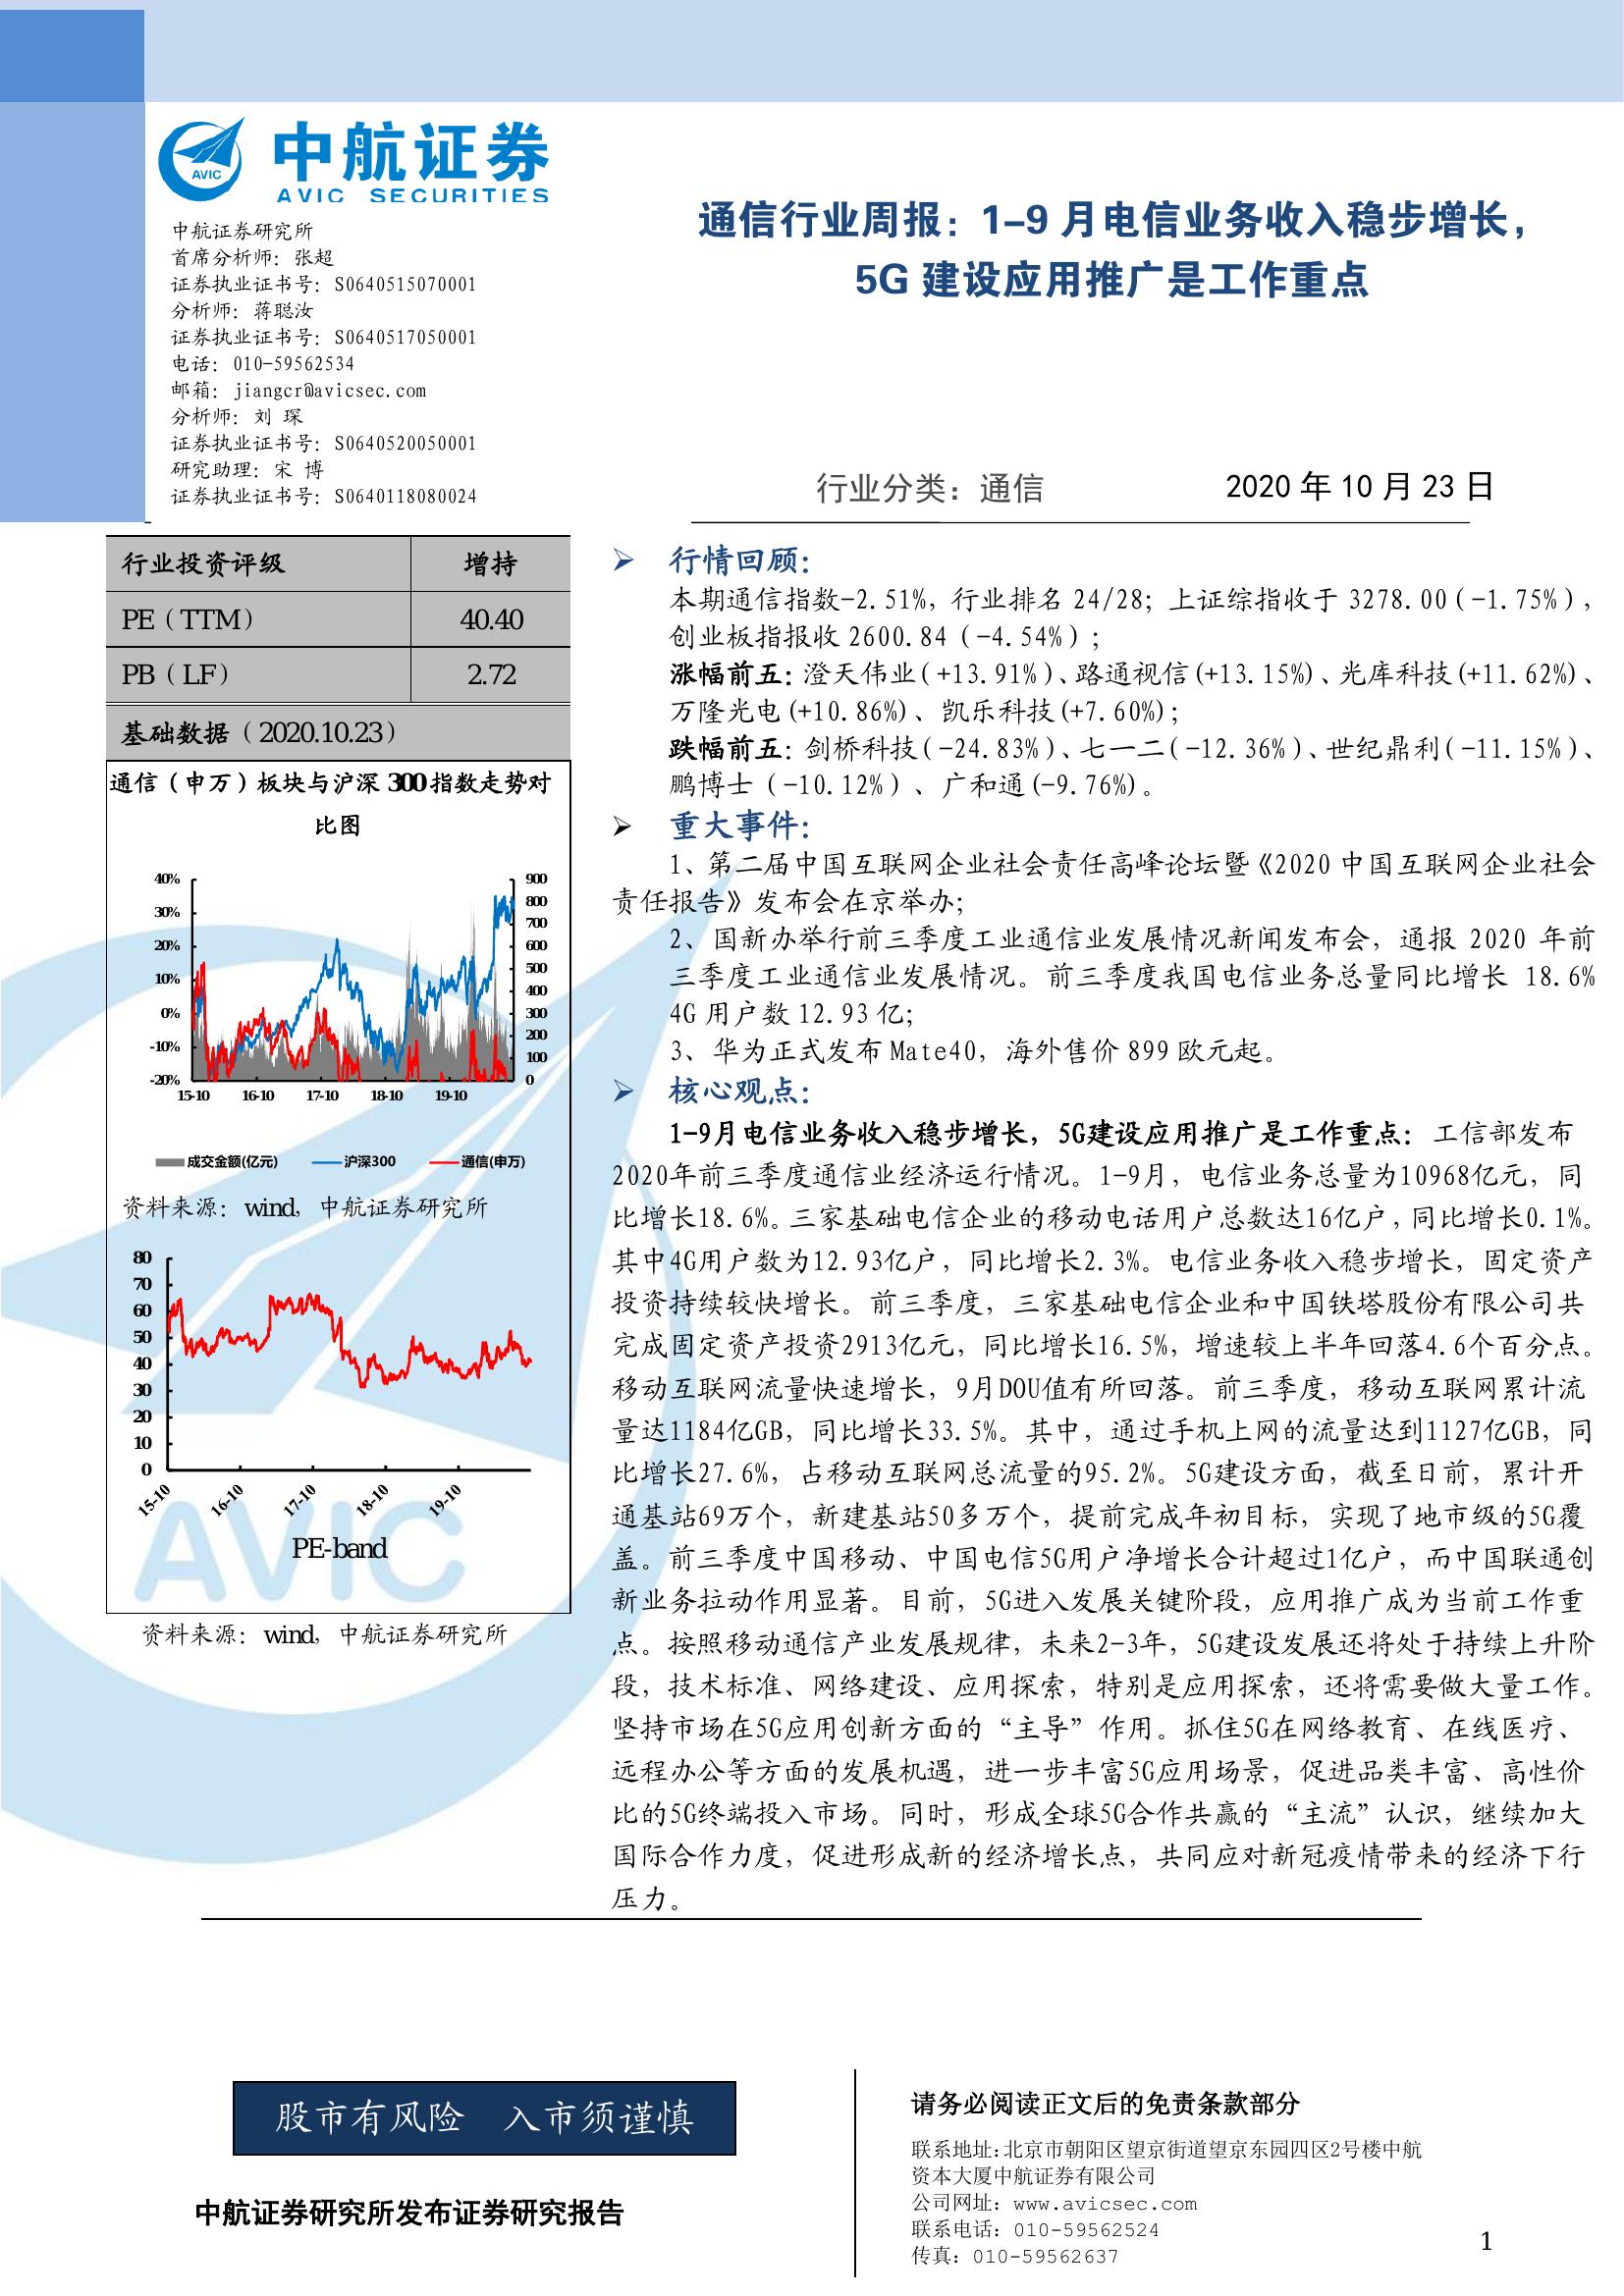 中航证券
AVIC SECURITIES
AVIC
中航证券研究所
首席分析师：张超
证券执业证书号：S0640515070001
分析师：蒋聪汝
证券执业证书号：S0640517050001
电话：010-59562534
邮箱：jiangcr@avicsec.com
分析师：刘 琛
证券执业证书号：S0640520050001
研究助理：宋 博
证券执业证书号：S0640118080024
通信行业周报：1-9 月电信业务收入稳步增长，
5G 建设应用推广是工作重点
行业分类：通信 2020 年 10 月 23 日
行业投资评级 增持
PE（TTM） 40.40
PB（LF） 2.72
基础数据（2020.10.23）
通信（申万）板块与沪深 300 指数走势对
比图
40% 900
30% 800
20% 700
10% 600
0% 500
-10% 400
-20% 300
200
100
0
15-10 16-10 17-10 18-10 19-10
成交金额(亿元) 沪深300 通信(申万)
资料来源：wind，中航证券研究所
80
70
60
50
40
30
20
10
0
15-10 16-10 17-10 18-10 19-10
PE-band
AVIC
资料来源：wind，中航证券研究所
➢ 行情回顾：
本期通信指数-2.51%，行业排名 24/28；上证综指收于 3278.00（-1.75%），
创业板指报收 2600.84（-4.54%）；
涨幅前五：澄天伟业(+13.91%)、路通视信(+13.15%)、光库科技(+11.62%)、
万隆光电(+10.86%)、凯乐科技(+7.60%)；
跌幅前五：剑桥科技(-24.83%)、七一二(-12.36%)、世纪鼎利(-11.15%)、
鹏博士（-10.12%）、广和通(-9.76%)。
➢ 重大事件：
1、第二届中国互联网企业社会责任高峰论坛暨《2020 中国互联网企业社会
责任报告》发布会在京举办；
2、国新办举行前三季度工业通信业发展情况新闻发布会，通报 2020 年前
三季度工业通信业发展情况。前三季度我国电信业务总量同比增长 18.6%
4G 用户数 12.93 亿；
3、华为正式发布 Mate40，海外售价 899 欧元起。
➢ 核心观点：
1-9月电信业务收入稳步增长，5G建设应用推广是工作重点：工信部发布
2020年前三季度通信业经济运行情况。1-9月，电信业务总量为10968亿元，同
比增长18.6%。三家基础电信企业的移动电话用户总数达16亿户，同比增长0.1%。
其中4G用户数为12.93亿户，同比增长2.3%。电信业务收入稳步增长，固定资产
投资持续较快增长。前三季度，三家基础电信企业和中国铁塔股份有限公司共
完成固定资产投资2913亿元，同比增长16.5%，增速较上半年回落4.6个百分点。
移动互联网流量快速增长，9月DOU值有所回落。前三季度，移动互联网累计流
量达1184亿GB，同比增长33.5%。其中，通过手机上网的流量达到1127亿GB，同
比增长27.6%，占移动互联网总流量的95.2%。5G建设方面，截至日前，累计开
通基站69万个，新建基站50多万个，提前完成年初目标，实现了地市级的5G覆
盖。前三季度中国移动、中国电信5G用户净增长合计超过1亿户，而中国联通创
新业务拉动作用显著。目前，5G进入发展关键阶段，应用推广成为当前工作重
点。按照移动通信产业发展规律，未来2-3年，5G建设发展还将处于持续上升阶
段，技术标准、网络建设、应用探索，特别是应用探索，还将需要做大量工作。
坚持市场在5G应用创新方面的“主导”作用。抓住5G在网络教育、在线医疗、
远程办公等方面的发展机遇，进一步丰富5G应用场景，促进品类丰富、高性价
比的5G终端投入市场。同时，形成全球5G合作共赢的“主流”认识，继续加大
国际合作力度，促进形成新的经济增长点，共同应对新冠疫情带来的经济下行
压力。
股市有风险 入市须谨慎
中航证券研究所发布证券研究报告
请务必阅读正文后的免责条款部分
联系地址：北京市朝阳区望京街道望京东园四区2号楼中航
资本大厦中航证券有限公司
公司网址：www.avicsec.com
联系电话：010-59562524
传真：010-59562637
1